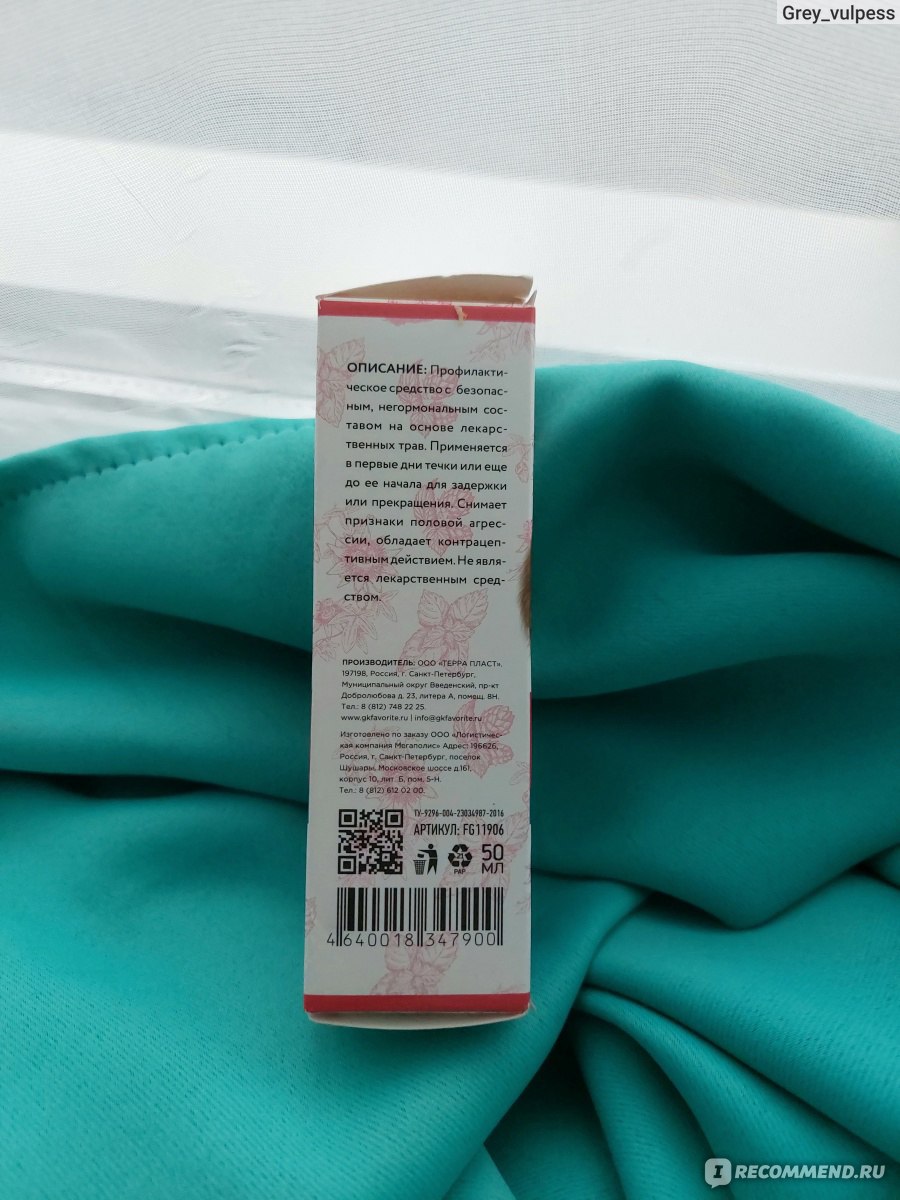 Grey_vulpess
ОПИСАНИЕ: Профилакти-
ческое средство с безопас-
ным, негормональным сос-
тавом на основе лекарс-
твенных трав. Применяется
в первые дни течки или еще
до ее начала для задержки
или прекращения. Снимает
признаки половой агрес-
сии, обладает контрацеп-
тивным действием. Не явля-
ется лекарственным сред-
ством.
ПРОИЗВОДИТЕЛЬ: ООО «ТЕРРА ПЛАСТ».
197198, Россия, г. Санкт-Петербург,
Муниципальный округ Введенский, пр-кт
Добролюбова д. 23, литера А, помещ. 8Н.
Тел.: 8 (812) 748 22 25.
www.gkfavorite.ru | info@gkfavorite.ru
Изготовлено по заказу ООО «Логистичес-
кая компания Мегаполис» Адрес: 196626,
Россия, г. Санкт-Петербург, поселок
Шушары, Московское шоссе д.161,
корпус 10, лит. Б, пом. 5-Н.
Тел.: 8 (812) 612 02 00.
ТУ-9296-004-23034987-2016
АРТИКУЛ: FG11906
21
PAP
50
МЛ
4 640018 347900
IRECOMMEND.RU